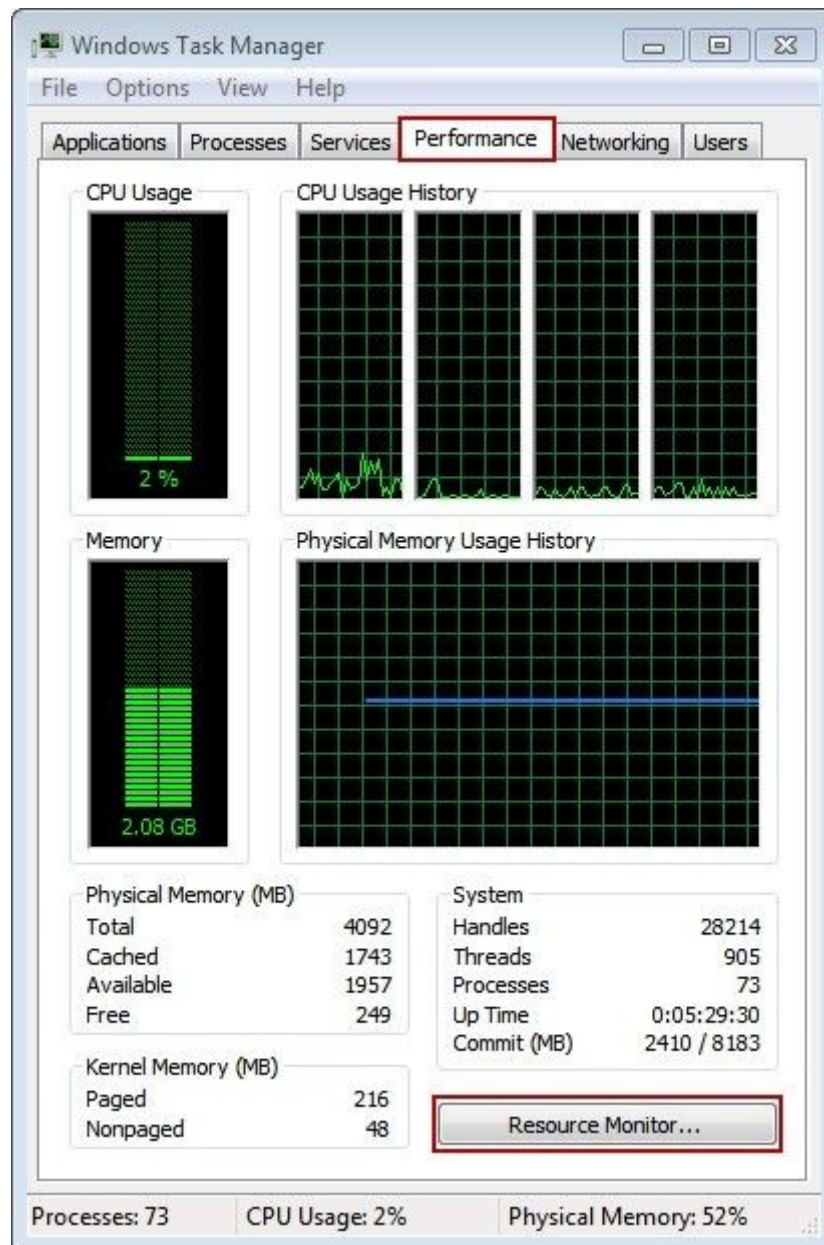 Windows Task Manager
File Options View Help
Applications Processes Services Performance Networking Users
CPU Usage
CPU Usage History
2 %
Memory
Physical Memory Usage History
2.08 GB
Physical Memory (MB)
Total 4092
Cached 1743
Available 1957
Free 249
Kernel Memory (MB)
Paged 216
Nonpaged 48
System
Handles 28214
Threads 905
Processes 73
Up Time 0:05:29:30
Commit (MB) 2410 / 8183
Resource Monitor...
Processes: 73 CPU Usage: 2% Physical Memory: 52%